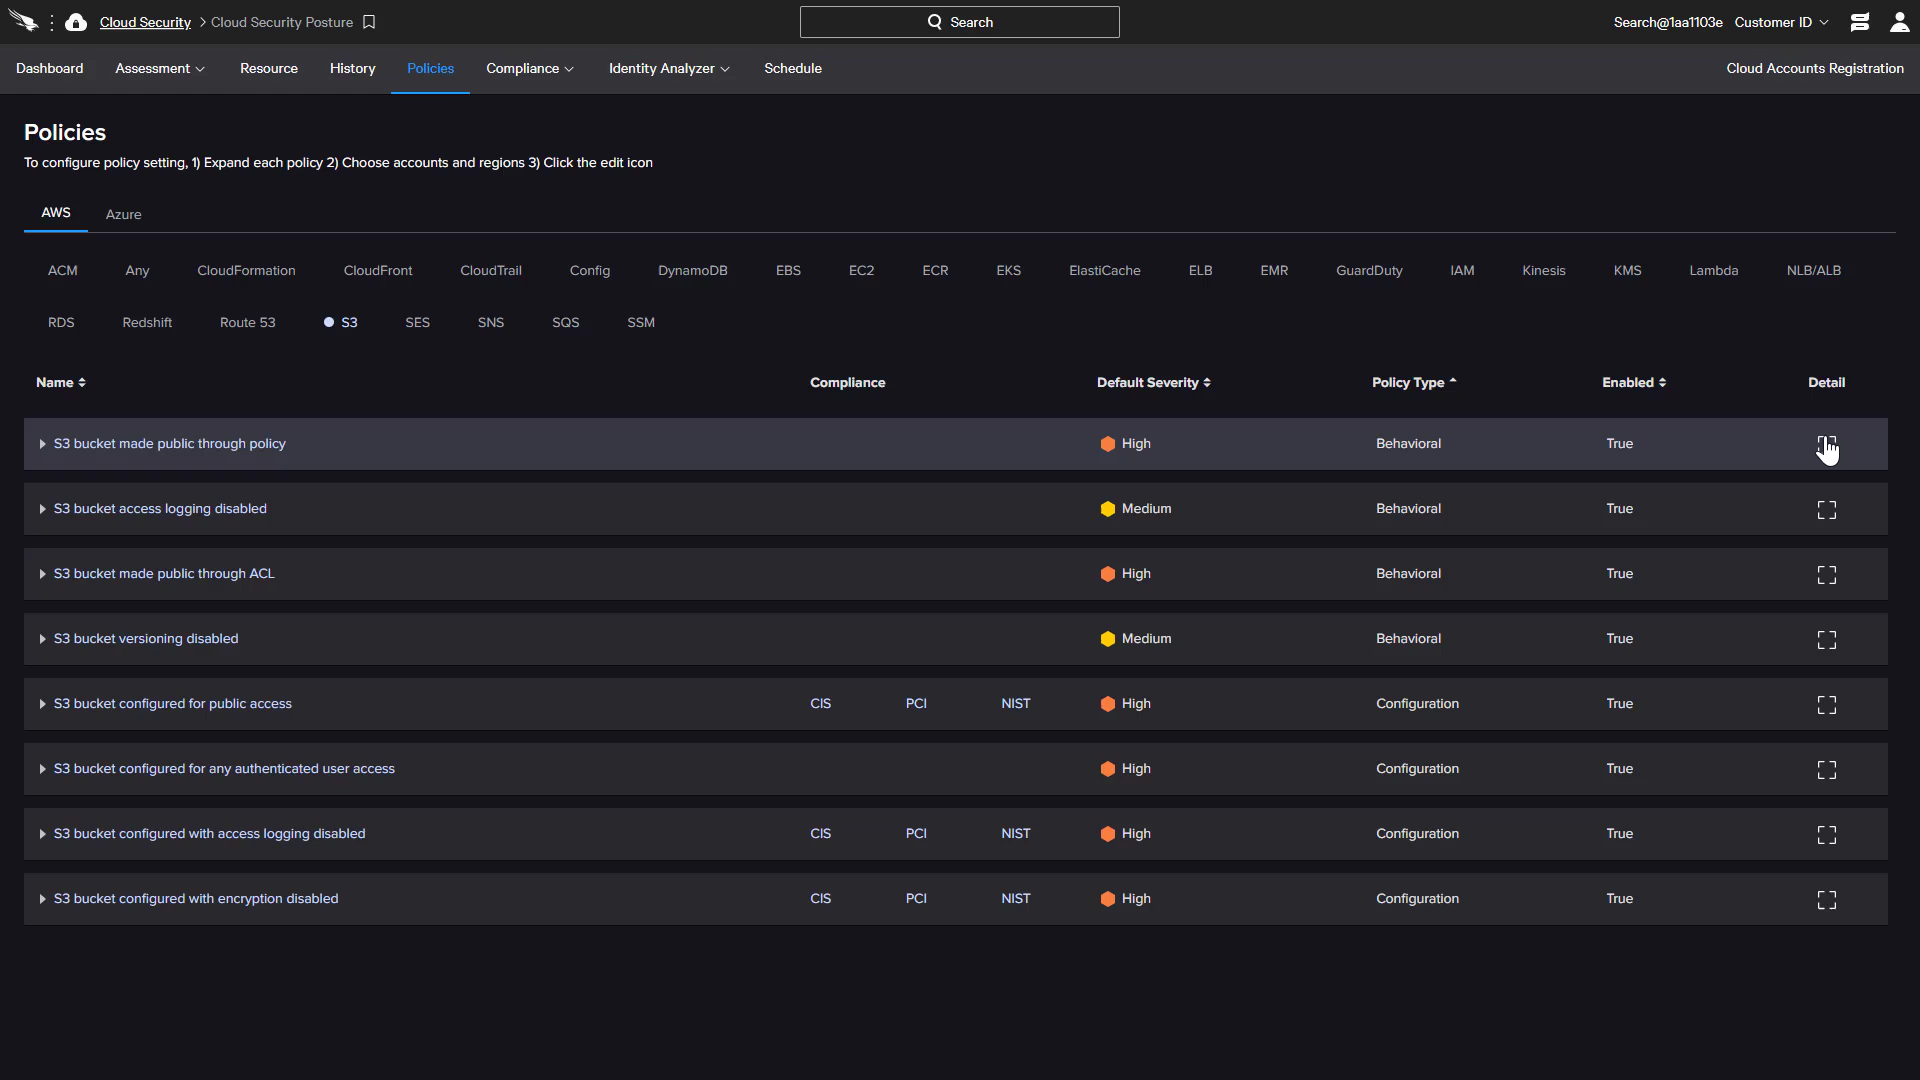 Cloud Security > Cloud Security Posture
Search
Search@1aa1103e Customer ID
Dashboard Assessment Resource History Policies Compliance Identity Analyzer Schedule Cloud Accounts Registration
Policies
To configure policy setting, 1) Expand each policy 2) Choose accounts and regions 3) Click the edit icon
AWS Azure
ACM Any CloudFormation CloudFront CloudTrail Config DynamoDB EBS EC2 ECR EKS ElastiCache ELB EMR GuardDuty IAM Kinesis KMS Lambda NLB/ALB
RDS Redshift Route 53 S3 SES SNS SQS SSM
Name Compliance Default Severity Policy Type Enabled Detail
S3 bucket made public through policy High Behavioral True
S3 bucket access logging disabled Medium Behavioral True
S3 bucket made public through ACL High Behavioral True
S3 bucket versioning disabled Medium Behavioral True
S3 bucket configured for public access CIS PCI NIST High Configuration True
S3 bucket configured for any authenticated user access High Configuration True
S3 bucket configured with access logging disabled CIS PCI NIST High Configuration True
S3 bucket configured with encryption disabled CIS PCI NIST High Configuration True